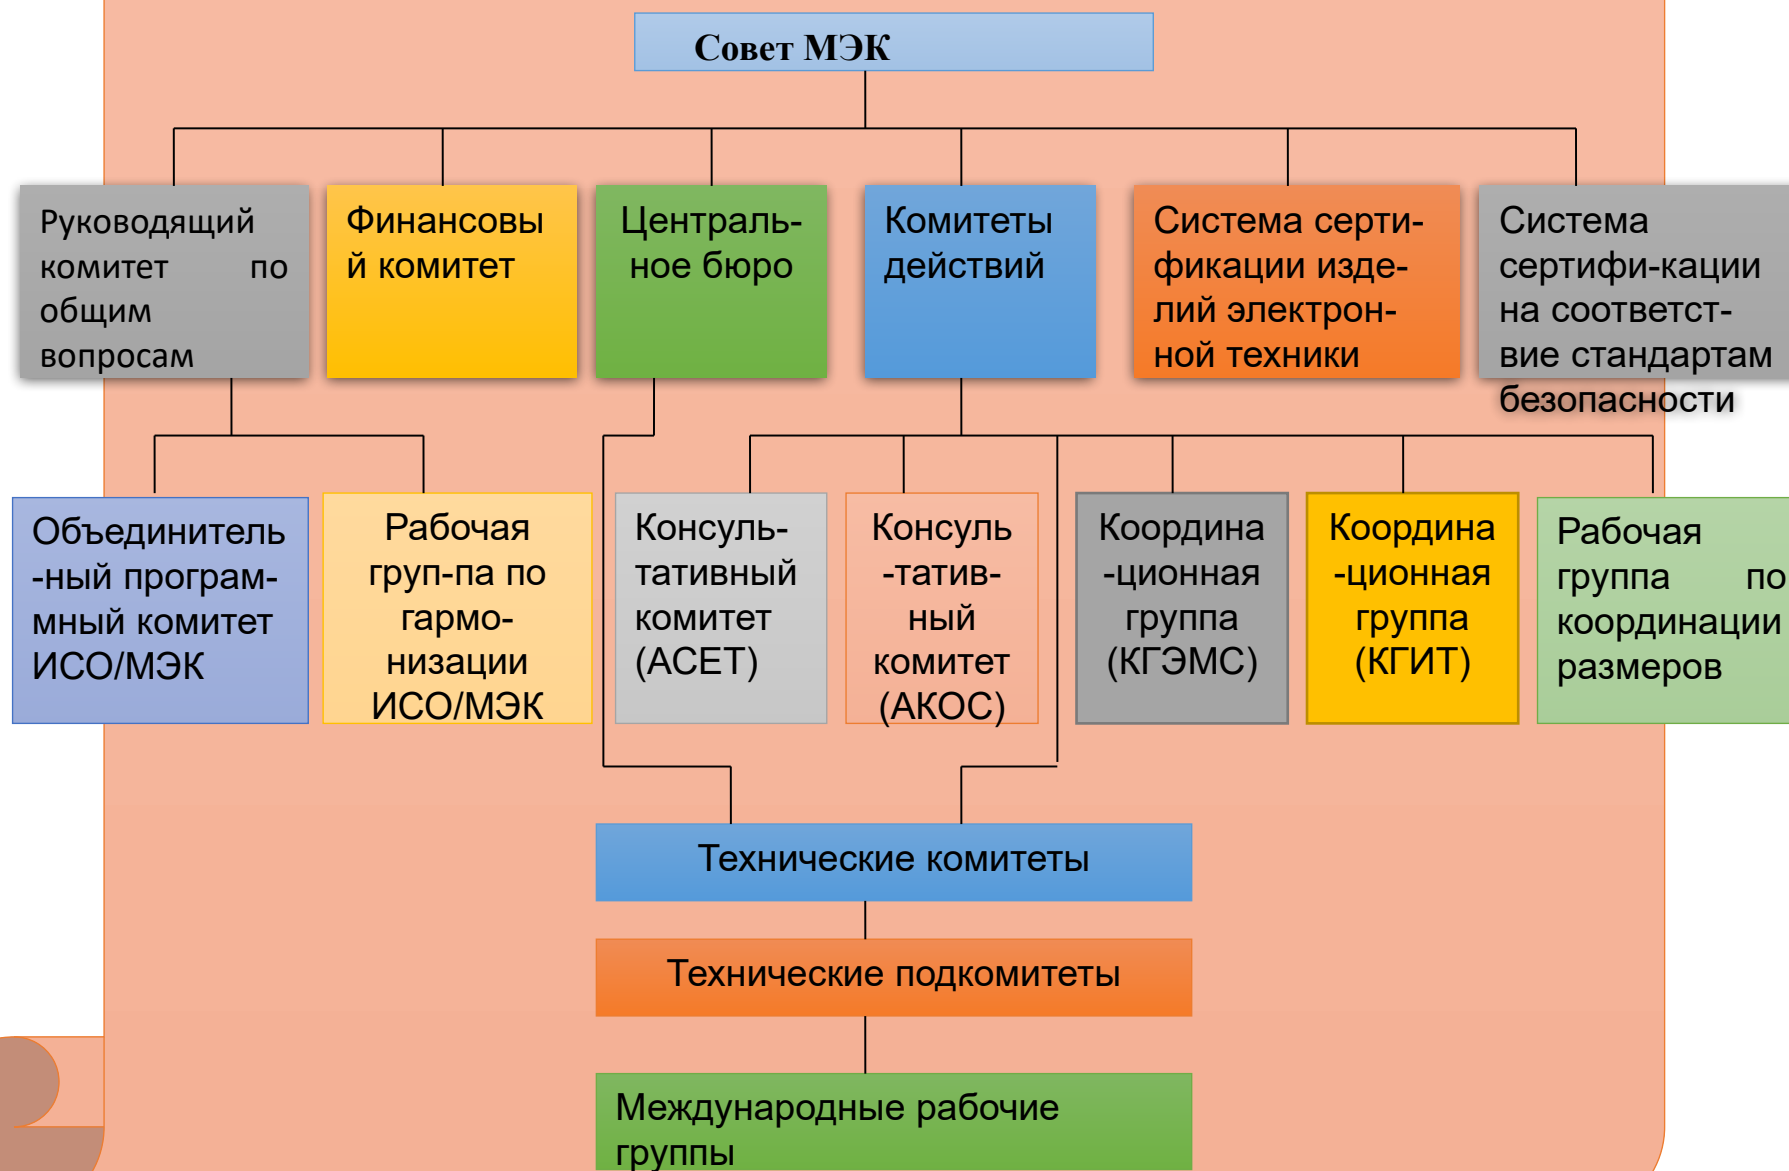 Совет МЭК
Руководящий
комитет по
общим
вопросам
Финансовы
й комитет
Централь-
ное бюро
Комитеты
действий
Система серти-
фикации изде-
лий электрон-
ной техники
Система
сертифи-кации
на соответст-
вие стандартам
безопасности
Объединитель
-ный програм-
мный комитет
ИСО/МЭК
Рабочая
груп-па по
гармо-
низации
ИСО/МЭК
Консуль-
тативный
комитет
(АСЕТ)
Консуль
-татив-
ный
комитет
(АКОС)
Координа
-ционная
группа
(КГЭМС)
Координа
-ционная
группа
(КГИТ)
Рабочая
группа по
координации
размеров
Технические комитеты
Технические подкомитеты
Международные рабочие
группы